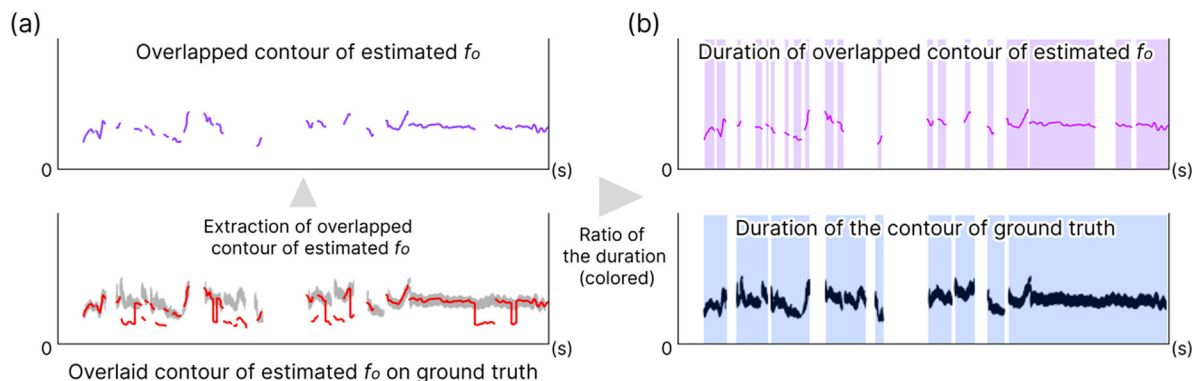 (a)
Overlapped contour of estimated fo
0
(s)
Extraction of overlapped
contour of estimated fo
0
(s)
Overlaid contour of estimated fo on ground truth
Ratio of
the duration
(colored)
(b)
Duration of overlapped contour of estimated fo
0
(s)
Duration of the contour of ground truth
0
(s)